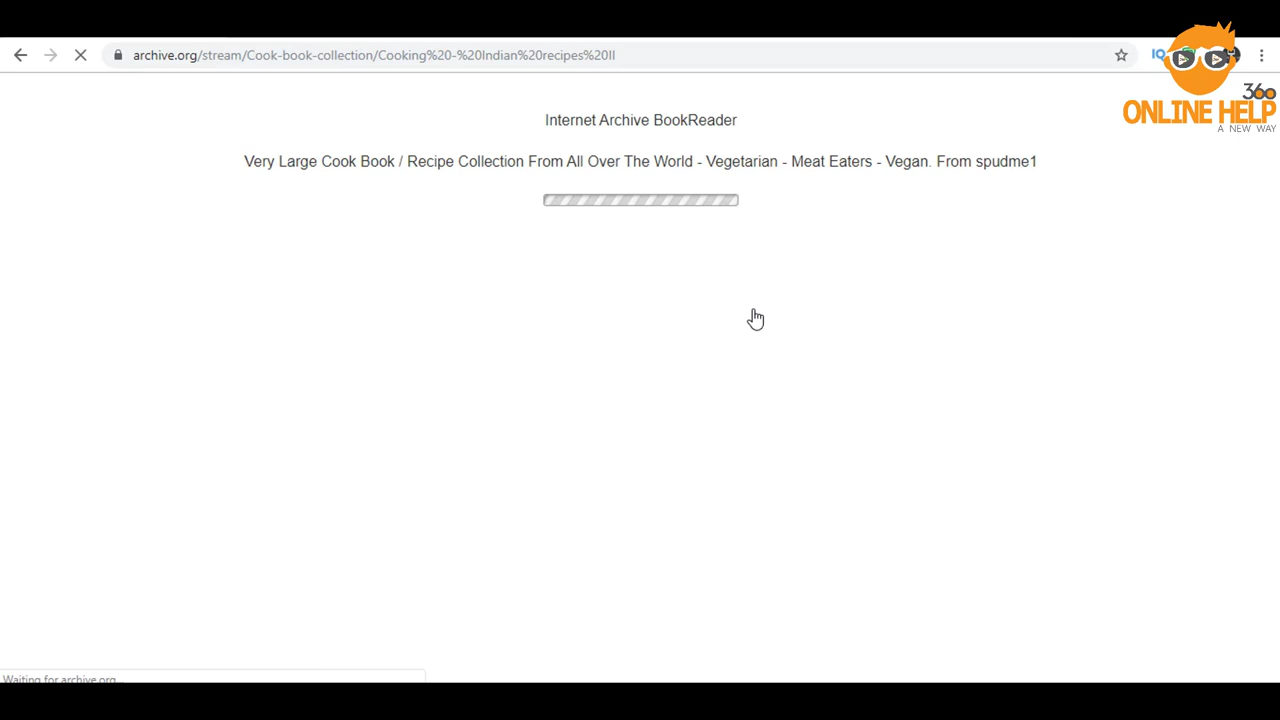 archive.org/stream/Cook-book-collection/Cooking%20-%20Indian%20recipes%20II
IQ
360
ONLINE HELP
A NEW WAY
Internet Archive BookReader
Very Large Cook Book / Recipe Collection From All Over The World - Vegetarian - Meat Eaters - Vegan. From spudme1
Waiting for archive.org...